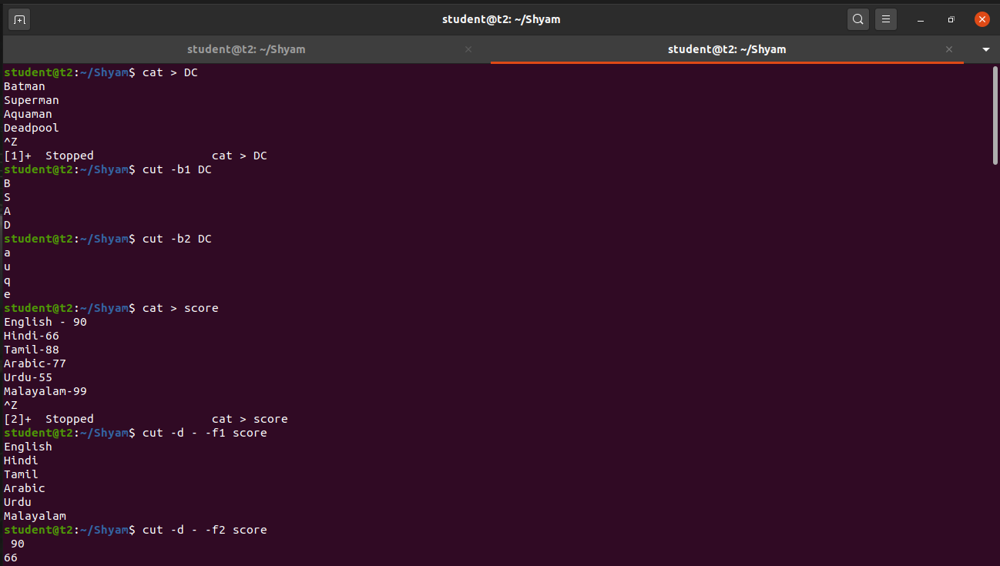 student@t2: ~/Shyam
student@t2: ~/Shyam
student@t2: ~/Shyam
student@t2:~/Shyam$ cat > DC
Batman
Superman
Aquaman
Deadpool
^Z
[1]+  Stopped                 cat > DC
student@t2:~/Shyam$ cut -b1 DC
B
S
A
D
student@t2:~/Shyam$ cut -b2 DC
a
u
q
e
student@t2:~/Shyam$ cat > score
English - 90
Hindi-66
Tamil-88
Arabic-77
Urdu-55
Malayalam-99
^Z
[2]+  Stopped                 cat > score
student@t2:~/Shyam$ cut -d - -f1 score
English
Hindi
Tamil
Arabic
Urdu
Malayalam
student@t2:~/Shyam$ cut -d - -f2 score
 90
66